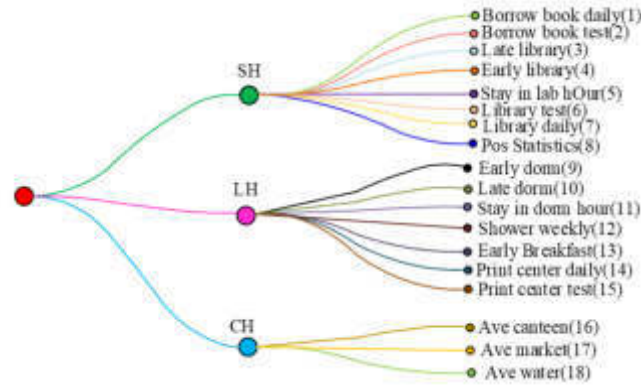 Borrow book daily(1)
Borrow book test(2)
Late library(3)
Early library(4)
SH
Stay in lab hOur(5)
Library test(6)
Library daily(7)
Pos Statistics(8)
Early dorm(9)
Late dorm(10)
LH
Stay in dorm hour(11)
Shower weekly(12)
Early Breakfast(13)
Print center daily(14)
Print center test(15)
CH
Ave canteen(16)
Ave market(17)
Ave water(18)